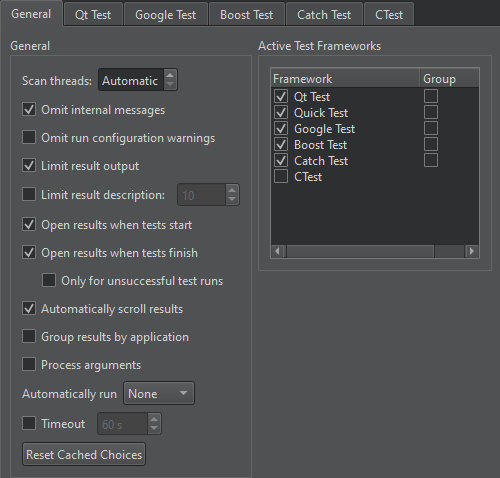 General Qt Test Google Test Boost Test Catch Test CTest
General
Scan threads: Automatic
Omit internal messages
Omit run configuration warnings
Limit result output
Limit result description: 10
Open results when tests start
Open results when tests finish
Only for unsuccessful test runs
Automatically scroll results
Group results by application
Process arguments
Automatically run None
Timeout 60 s
Reset Cached Choices
Active Test Frameworks
Framework Group
Qt Test
Quick Test
Google Test
Boost Test
Catch Test
CTest